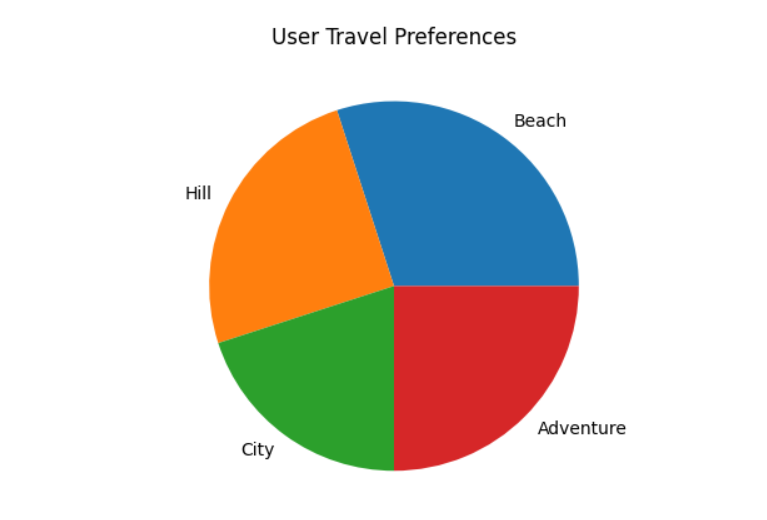 User Travel Preferences
Beach
Hill
City
Adventure